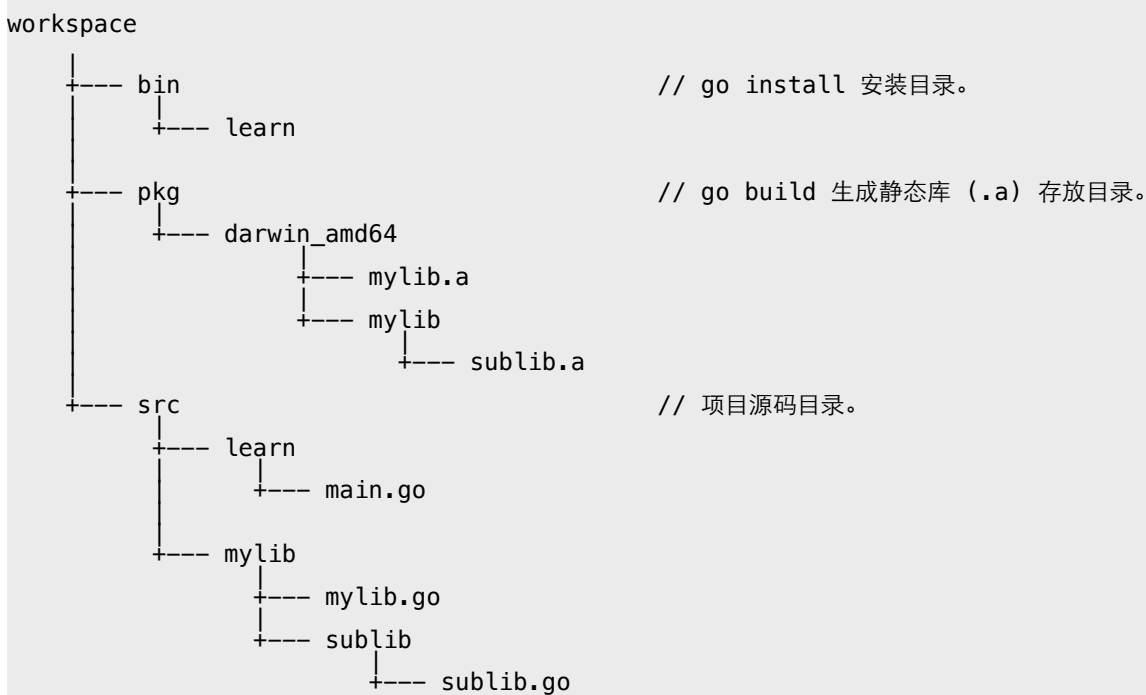 workspace
|
+--- bin // go install 安装目录。
| |
| +--- learn
|
+--- pkg // go build 生成静态库 (.a) 存放目录。
| |
| +--- darwin_amd64
| |
| +--- mylib.a
| |
| +--- mylib
| |
| +--- sublib.a
|
+--- src // 项目源码目录。
|
+--- learn
| |
| +--- main.go
|
|
+--- mylib
|
+--- mylib.go
|
+--- sublib
|
+--- sublib.go